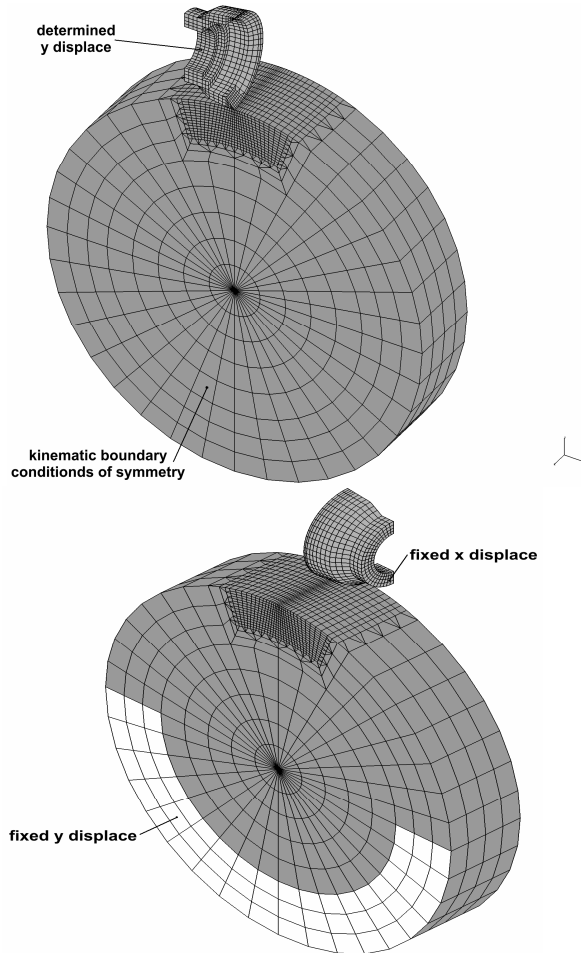 determined
y displace
kinematic boundary
conditionds of symmetry
fixed x displace
fixed y displace